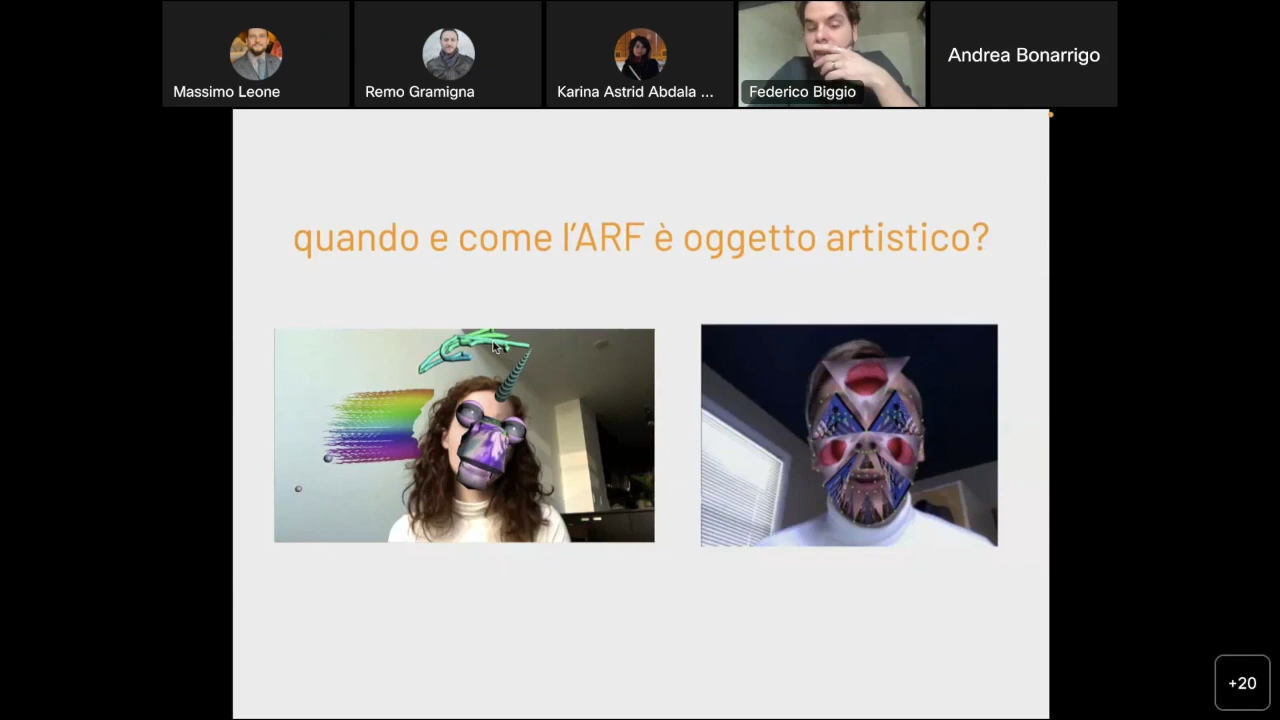 Massimo Leone
Remo Gramigna
Karina Astrid Abdala ...
Federico Biggio
Andrea Bonarrigo
quando e come l’ARF è oggetto artistico?
+20